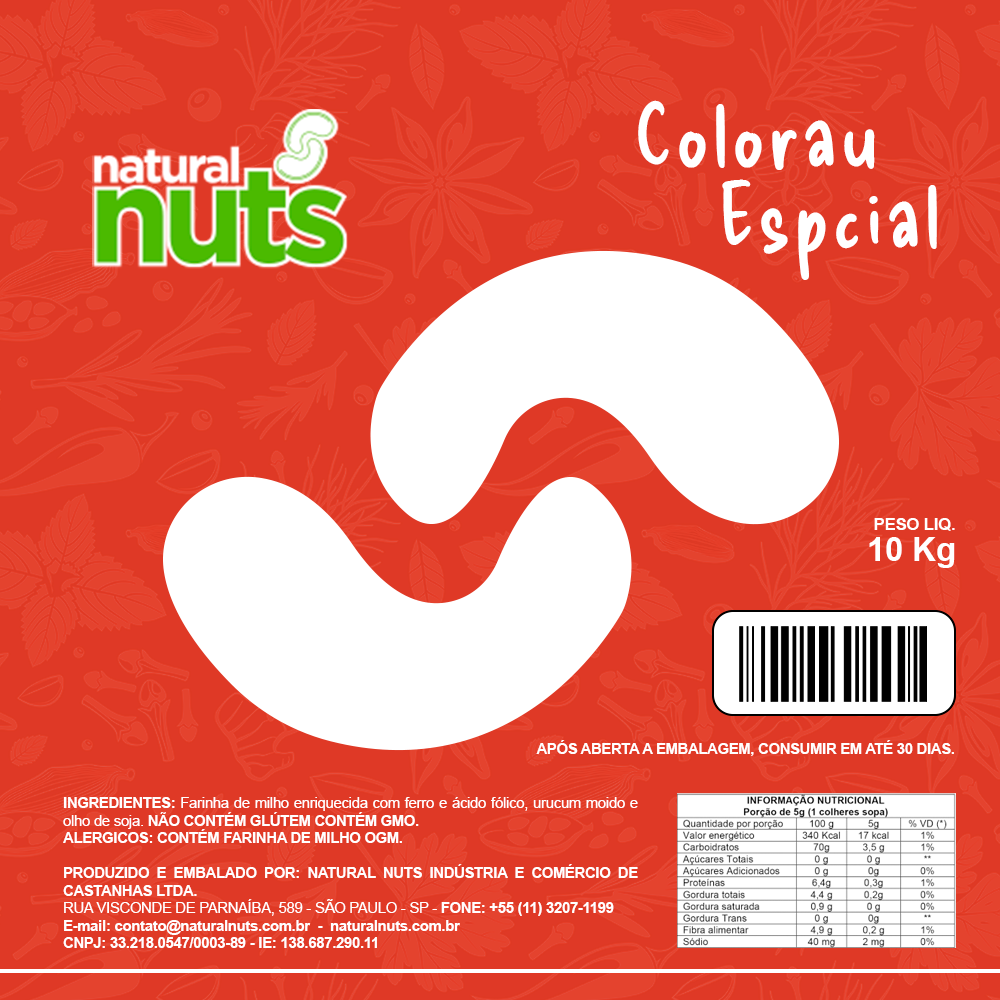 natural
nuts
Colorau
Espcial
PESO LIQ.
10 Kg
APÓS ABERTA A EMBALAGEM, CONSUMIR EM ATÉ 30 DIAS.
INGREDIENTES: Farinha de milho enriquecida com ferro e ácido fólico, urucum moido e
olho de soja. NÃO CONTÉM GLÚTEM CONTÉM GMO.
ALERGICOS: CONTÉM FARINHA DE MILHO OGM.
PRODUZIDO E EMBALADO POR: NATURAL NUTS INDÚSTRIA E COMÉRCIO DE
CASTANHAS LTDA.
RUA VISCONDE DE PARNAÍBA, 589 - SÃO PAULO - SP - FONE: +55 (11) 3207-1199
E-mail: contato@naturalnuts.com.br - naturalnuts.com.br
CNPJ: 33.218.0547/0003-89 - IE: 138.687.290.11
INFORMAÇÃO NUTRICIONAL
Porção de 5g (1 colheres sopa)
Quantidade por porção 100 g 5g % VD (*)
Valor energético 340 Kcal 17 kcal 1%
Carboidratos 70g 3,5 g 1%
Açúcares Totais 0 g 0 g **
Açúcares Adicionados 0 g 0g 0%
Proteínas 6,4g 0,3g 1%
Gordura totais 4,4 g 0,2g 0%
Gordura saturada 0,9 g 0 g 0%
Gordura Trans 0 g 0g **
Fibra alimentar 4,9 g 0,2 g 1%
Sódio 40 mg 2 mg 0%